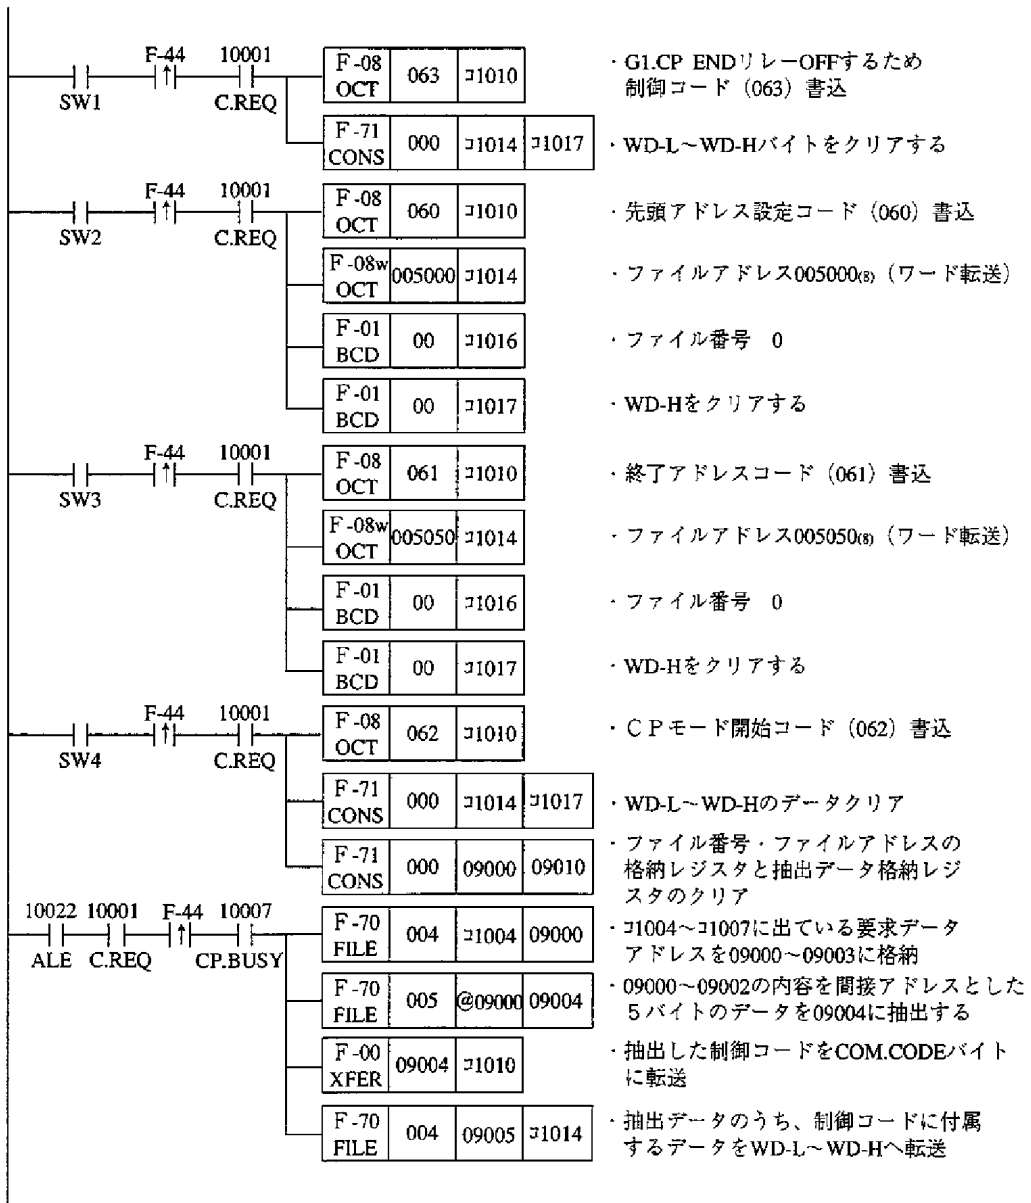 F-44 10001
SW1 C.REQ
F-08 OCT 063 コ1010
・G1.CP ENDリレーOFFするため
制御コード（063）書込
F-71 CONS 000 コ1014 コ1017
・WD-L～WD-Hバイトをクリアする
F-44 10001
SW2 C.REQ
F-08 OCT 060 コ1010
・先頭アドレス設定コード（060）書込
F-08w OCT 005000 コ1014
・ファイルアドレス005000(8)（ワード転送）
F-01 BCD 00 コ1016
・ファイル番号 0
F-01 BCD 00 コ1017
・WD-Hをクリアする
F-44 10001
SW3 C.REQ
F-08 OCT 061 コ1010
・終了アドレスコード（061）書込
F-08w OCT 005050 コ1014
・ファイルアドレス005050(8)（ワード転送）
F-01 BCD 00 コ1016
・ファイル番号 0
F-01 BCD 00 コ1017
・WD-Hをクリアする
F-44 10001
SW4 C.REQ
F-08 OCT 062 コ1010
・ＣＰモード開始コード（062）書込
F-71 CONS 000 コ1014 コ1017
・WD-L～WD-Hのデータクリア
F-71 CONS 000 09000 09010
・ファイル番号・ファイルアドレスの
格納レジスタと抽出データ格納レジ
スタのクリア
10022 10001 F-44 10007
ALE C.REQ CP.BUSY
F-70 FILE 004 コ1004 09000
・コ1004～コ1007に出ている要求データ
アドレスを09000～09003に格納
F-70 FILE 005 @09000 09004
・09000～09002の内容を間接アドレスとした
５バイトのデータを09004に抽出する
F-00 XFER 09004 コ1010
・抽出した制御コードをCOM.CODEバイト
に転送
F-70 FILE 004 09005 コ1014
・抽出データのうち、制御コードに付属
するデータをWD-L～WD-Hへ転送